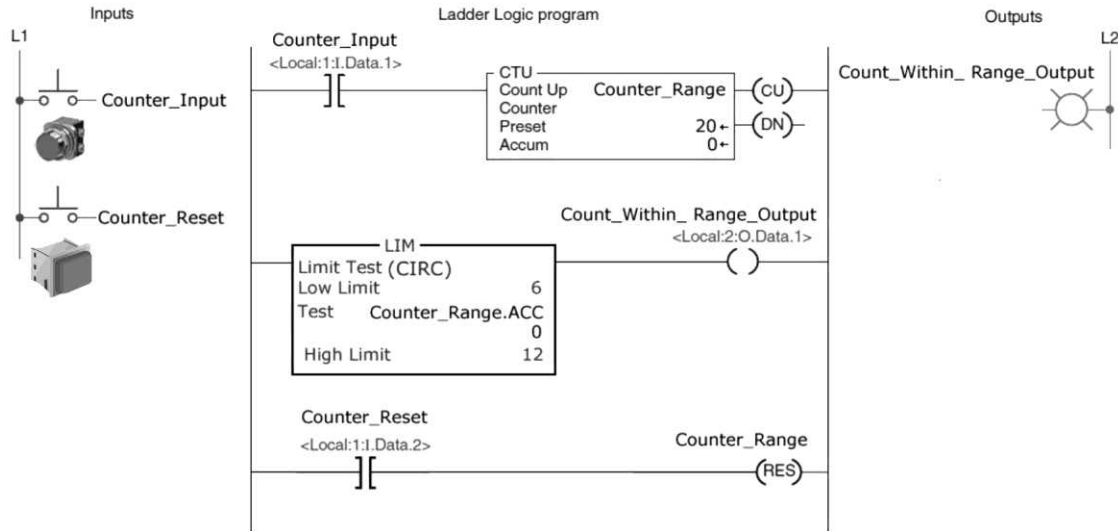 Inputs
Ladder Logic program
Outputs
L1
L2
Counter_Input
Counter_Reset
Counter_Input
<Local:1:I.Data.1>
CTU
Count Up
Counter
Counter_Range
Preset 20
Accum 0
CU
DN
LIM
Limit Test (CIRC)
Low Limit 6
Test Counter_Range.ACC
0
High Limit 12
Count_Within_ Range_Output
<Local:2:O.Data.1>
Counter_Reset
<Local:1:I.Data.2>
Counter_Range
RES
Count_Within_ Range_Output